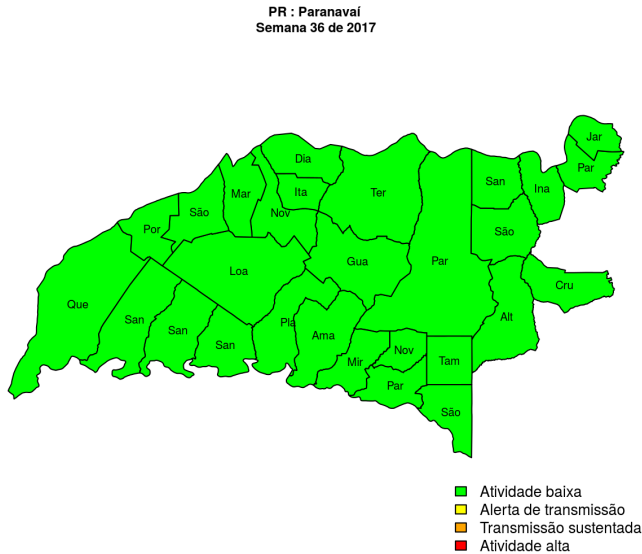 PR : Paranavaí
Semana 36 de 2017
Jar
Dia
Par
Ita
Mar
San
Ina
Ter
São
Nov
Por
São
Gua
Par
Loa
Cru
Que
Alt
San
Pla
San
Ama
San
Nov
Mir
Tam
Par
São
Atividade baixa
Alerta de transmissão
Transmissão sustentada
Atividade alta